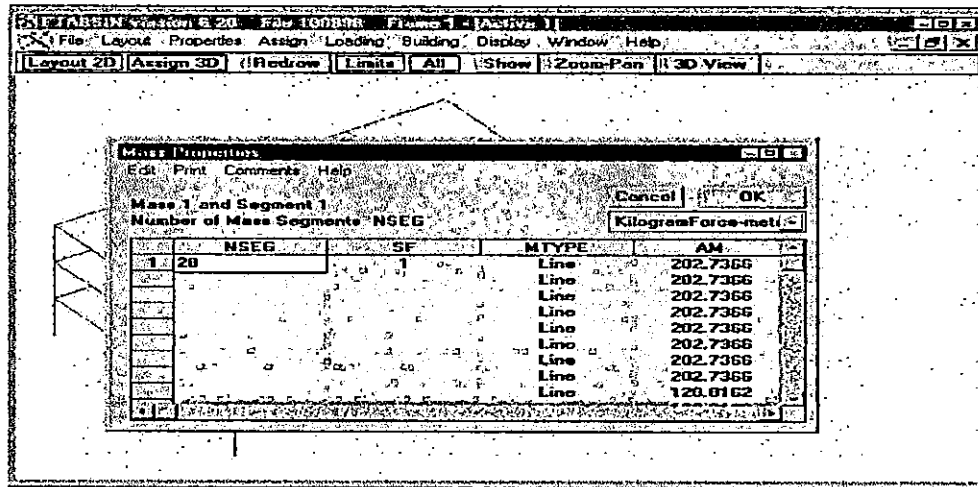 ETABSIN Version 6.20 File 100898 Frame 1 - [Active 1]
File Layout Properties Assign Loading Building Display Window Help
Layout 2D Assign 3D Redraw Limits All Show Zoom-Pan 3D View
Mass Properties
Edit Print Comments Help
Mass 1 and Segment 1
Number of Mass Segments NSEG
Cancel OK
KilogramForce-met
NSEG SF MTYPE AM
1 20 1 Line 202.7366
Line 202.7366
Line 202.7366
Line 202.7366
Line 202.7366
Line 202.7366
Line 202.7366
Line 202.7366
Line 120.0162